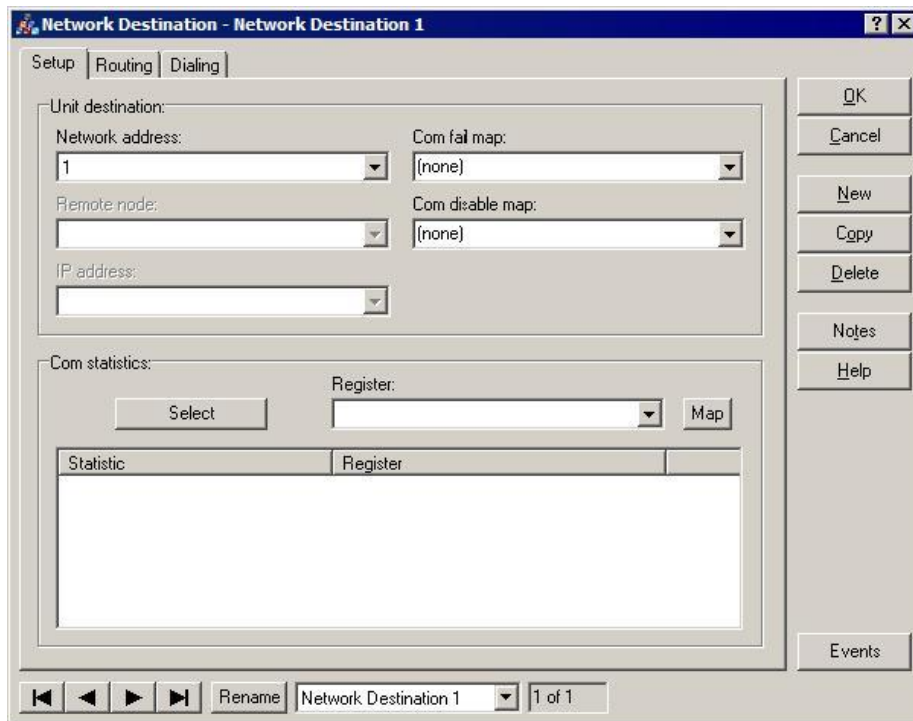 Network Destination - Network Destination 1
Setup
Routing
Dialing
Unit destination:
Network address:
1
Com fail map:
(none)
Remote node:
Com disable map:
(none)
IP address:
Com statistics:
Select
Register:
Map
Statistic
Register
OK
Cancel
New
Copy
Delete
Notes
Help
Events
Rename
Network Destination 1
1 of 1